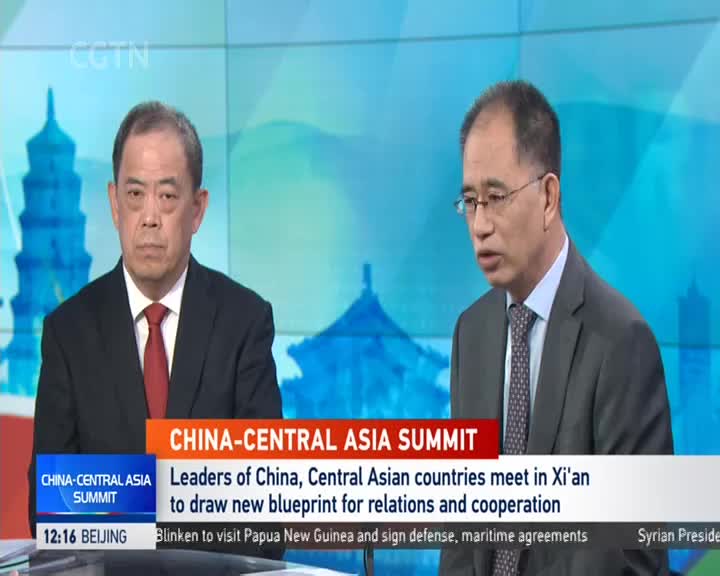 CGTN
CHINA-CENTRAL ASIA SUMMIT
CHINA-CENTRAL ASIA
SUMMIT
Leaders of China, Central Asian countries meet in Xi'an
to draw new blueprint for relations and cooperation
12:16 BEIJING
Blinken to visit Papua New Guinea and sign defense, maritime agreements Syrian Preside